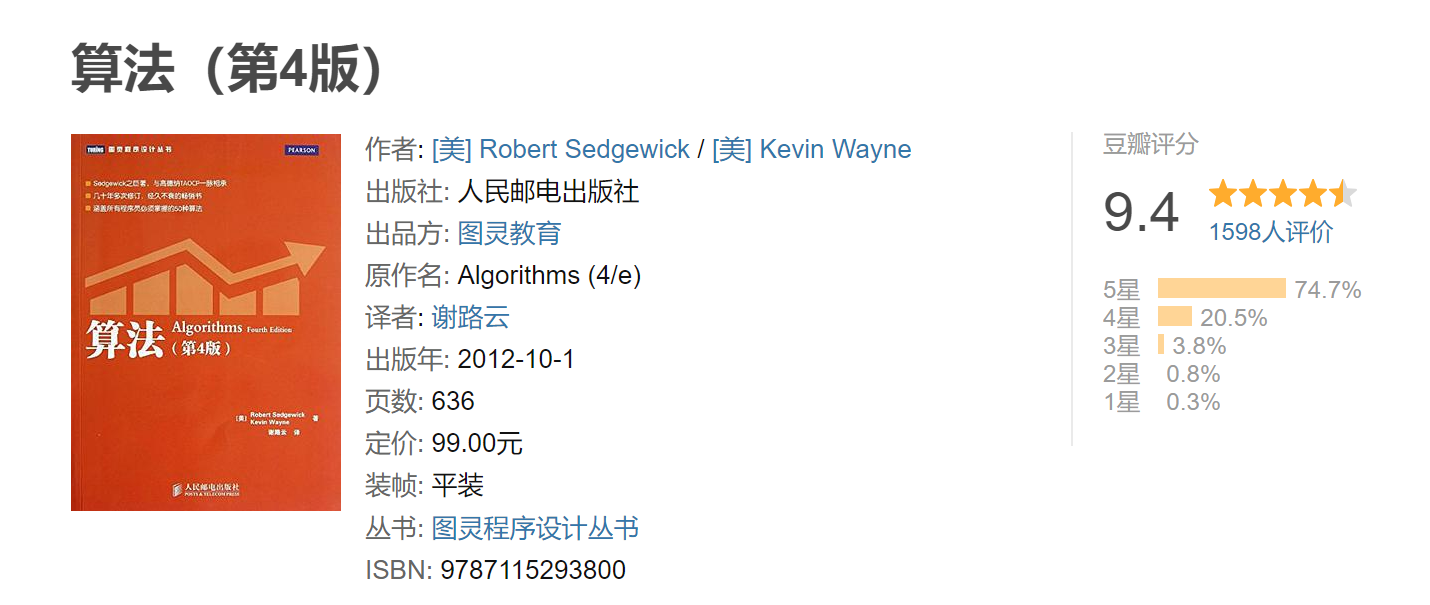 算法（第4版）
图灵程序设计丛书
PEARSON
Sedgewick之巨著，与高德纳TAOCP一脉相承
几十年多次修订，经久不衰的畅销书
涵盖所有程序员必须掌握的50种算法
算法 Algorithms Fourth Edition
（第4版）
[美] Robert Sedgewick 著
Kevin Wayne
谢路云 译
人民邮电出版社
POSTS & TELECOM PRESS
作者: [美] Robert Sedgewick / [美] Kevin Wayne
出版社: 人民邮电出版社
出品方: 图灵教育
原作名: Algorithms (4/e)
译者: 谢路云
出版年: 2012-10-1
页数: 636
定价: 99.00元
装帧: 平装
丛书: 图灵程序设计丛书
ISBN: 9787115293800
豆瓣评分
9.4
1598人评价
5星 74.7%
4星 20.5%
3星 3.8%
2星 0.8%
1星 0.3%